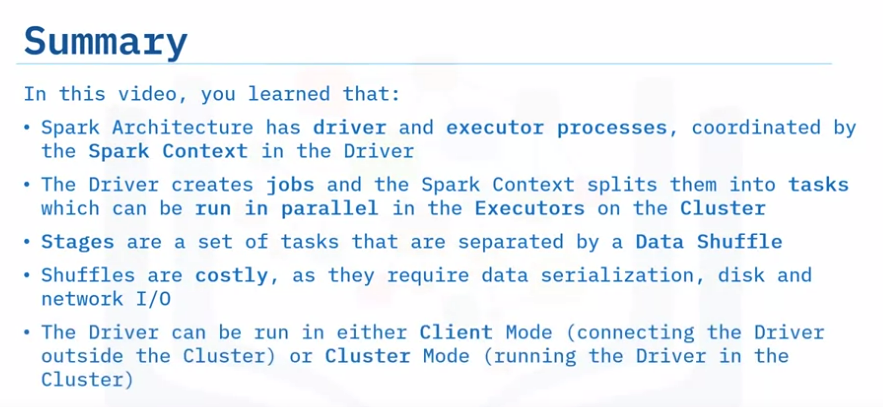 Summary
In this video, you learned that:
• Spark Architecture has driver and executor processes, coordinated by
the Spark Context in the Driver
• The Driver creates jobs and the Spark Context splits them into tasks
which can be run in parallel in the Executors on the Cluster
• Stages are a set of tasks that are separated by a Data Shuffle
• Shuffles are costly, as they require data serialization, disk and
network I/O
• The Driver can be run in either Client Mode (connecting the Driver
outside the Cluster) or Cluster Mode (running the Driver in the
Cluster)